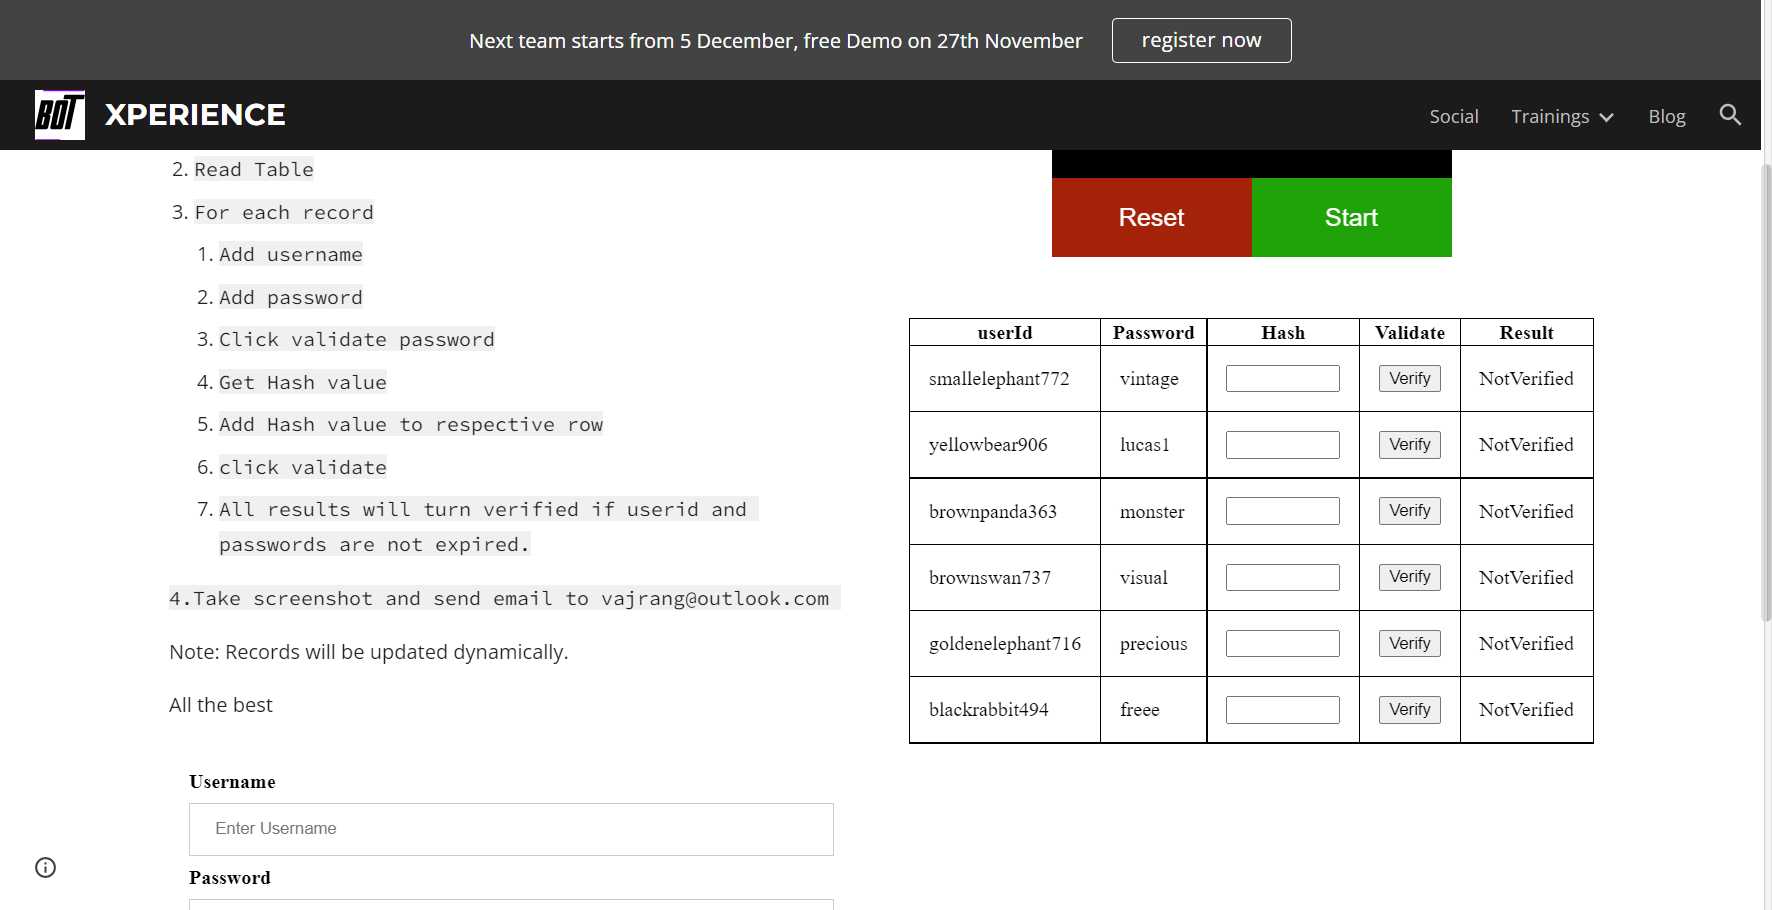 Next team starts from 5 December, free Demo on 27th November
register now
BOT
XPERIENCE
Social
Trainings
Blog
2. Read Table
3. For each record
1. Add username
2. Add password
3. Click validate password
4. Get Hash value
5. Add Hash value to respective row
6. click validate
7. All results will turn verified if userid and
passwords are not expired.
4.Take screenshot and send email to vajrang@outlook.com
Note: Records will be updated dynamically.
All the best
Username
Enter Username
Password
Reset Start
userId Password Hash Validate Result
smallelephant772 vintage Verify NotVerified
yellowbear906 lucas1 Verify NotVerified
brownpanda363 monster Verify NotVerified
brownswan737 visual Verify NotVerified
goldenelephant716 precious Verify NotVerified
blackrabbit494 freee Verify NotVerified